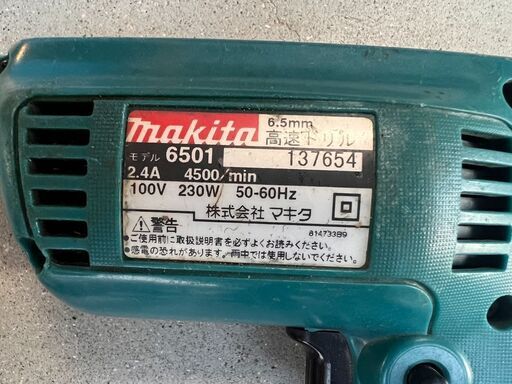 6.5mm
makita 高速ドリル
モデル 6501 137654
2.4A 4500/min
100V 230W 50-60Hz
株式会社 マキタ
警告 814733B9
●ご使用前に取扱説明書を必ずよくお読みください。
●感電の恐れがあります。雨中では使用しないでください。